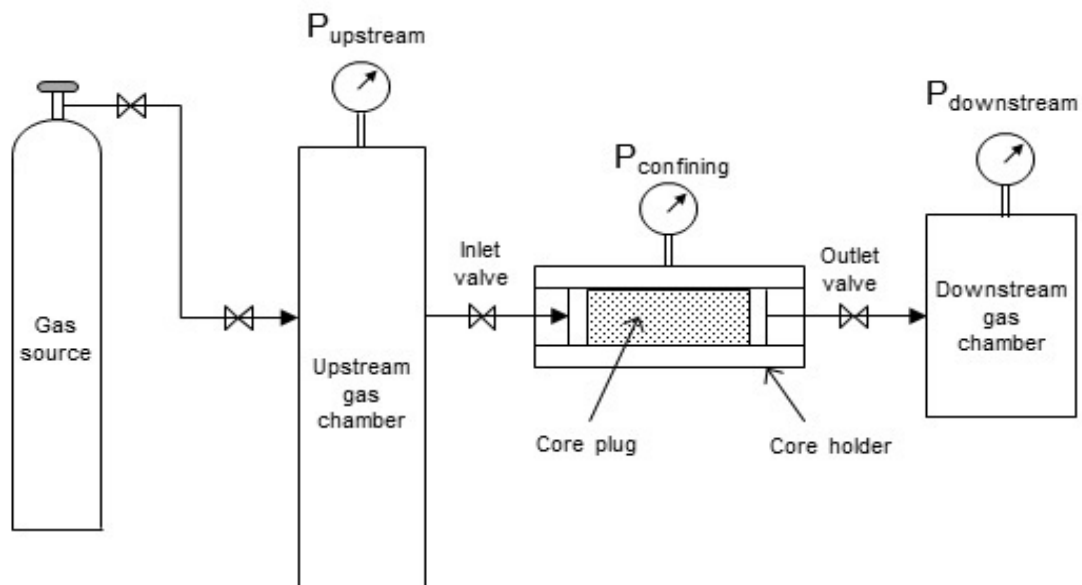 P upstream
P downstream
P confining
Inlet
valve
Outlet
valve
Gas
source
Upstream
gas
chamber
Downstream
gas
chamber
Core plug
Core holder